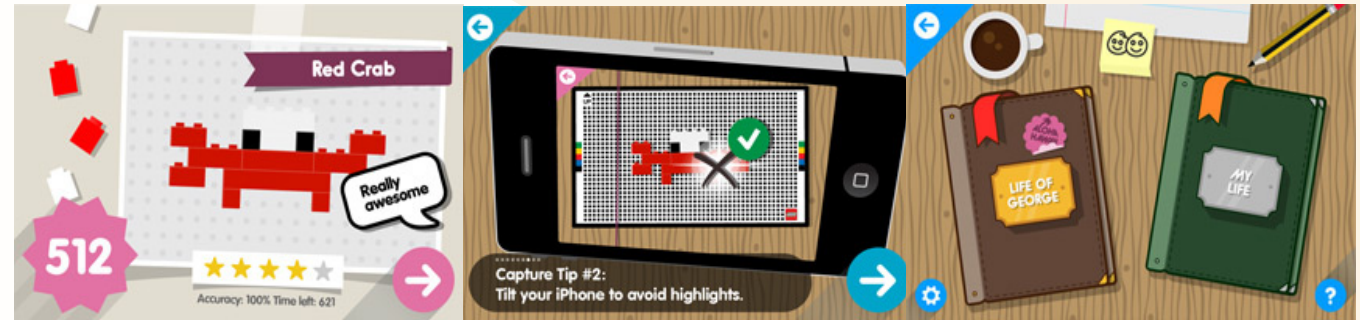 Red Crab
Really
awesome
512
Accuracy: 100% Time left: 621
Capture Tip #2:
Tilt your iPhone to avoid highlights.
LIFE OF
GEORGE
MY
LIFE
?